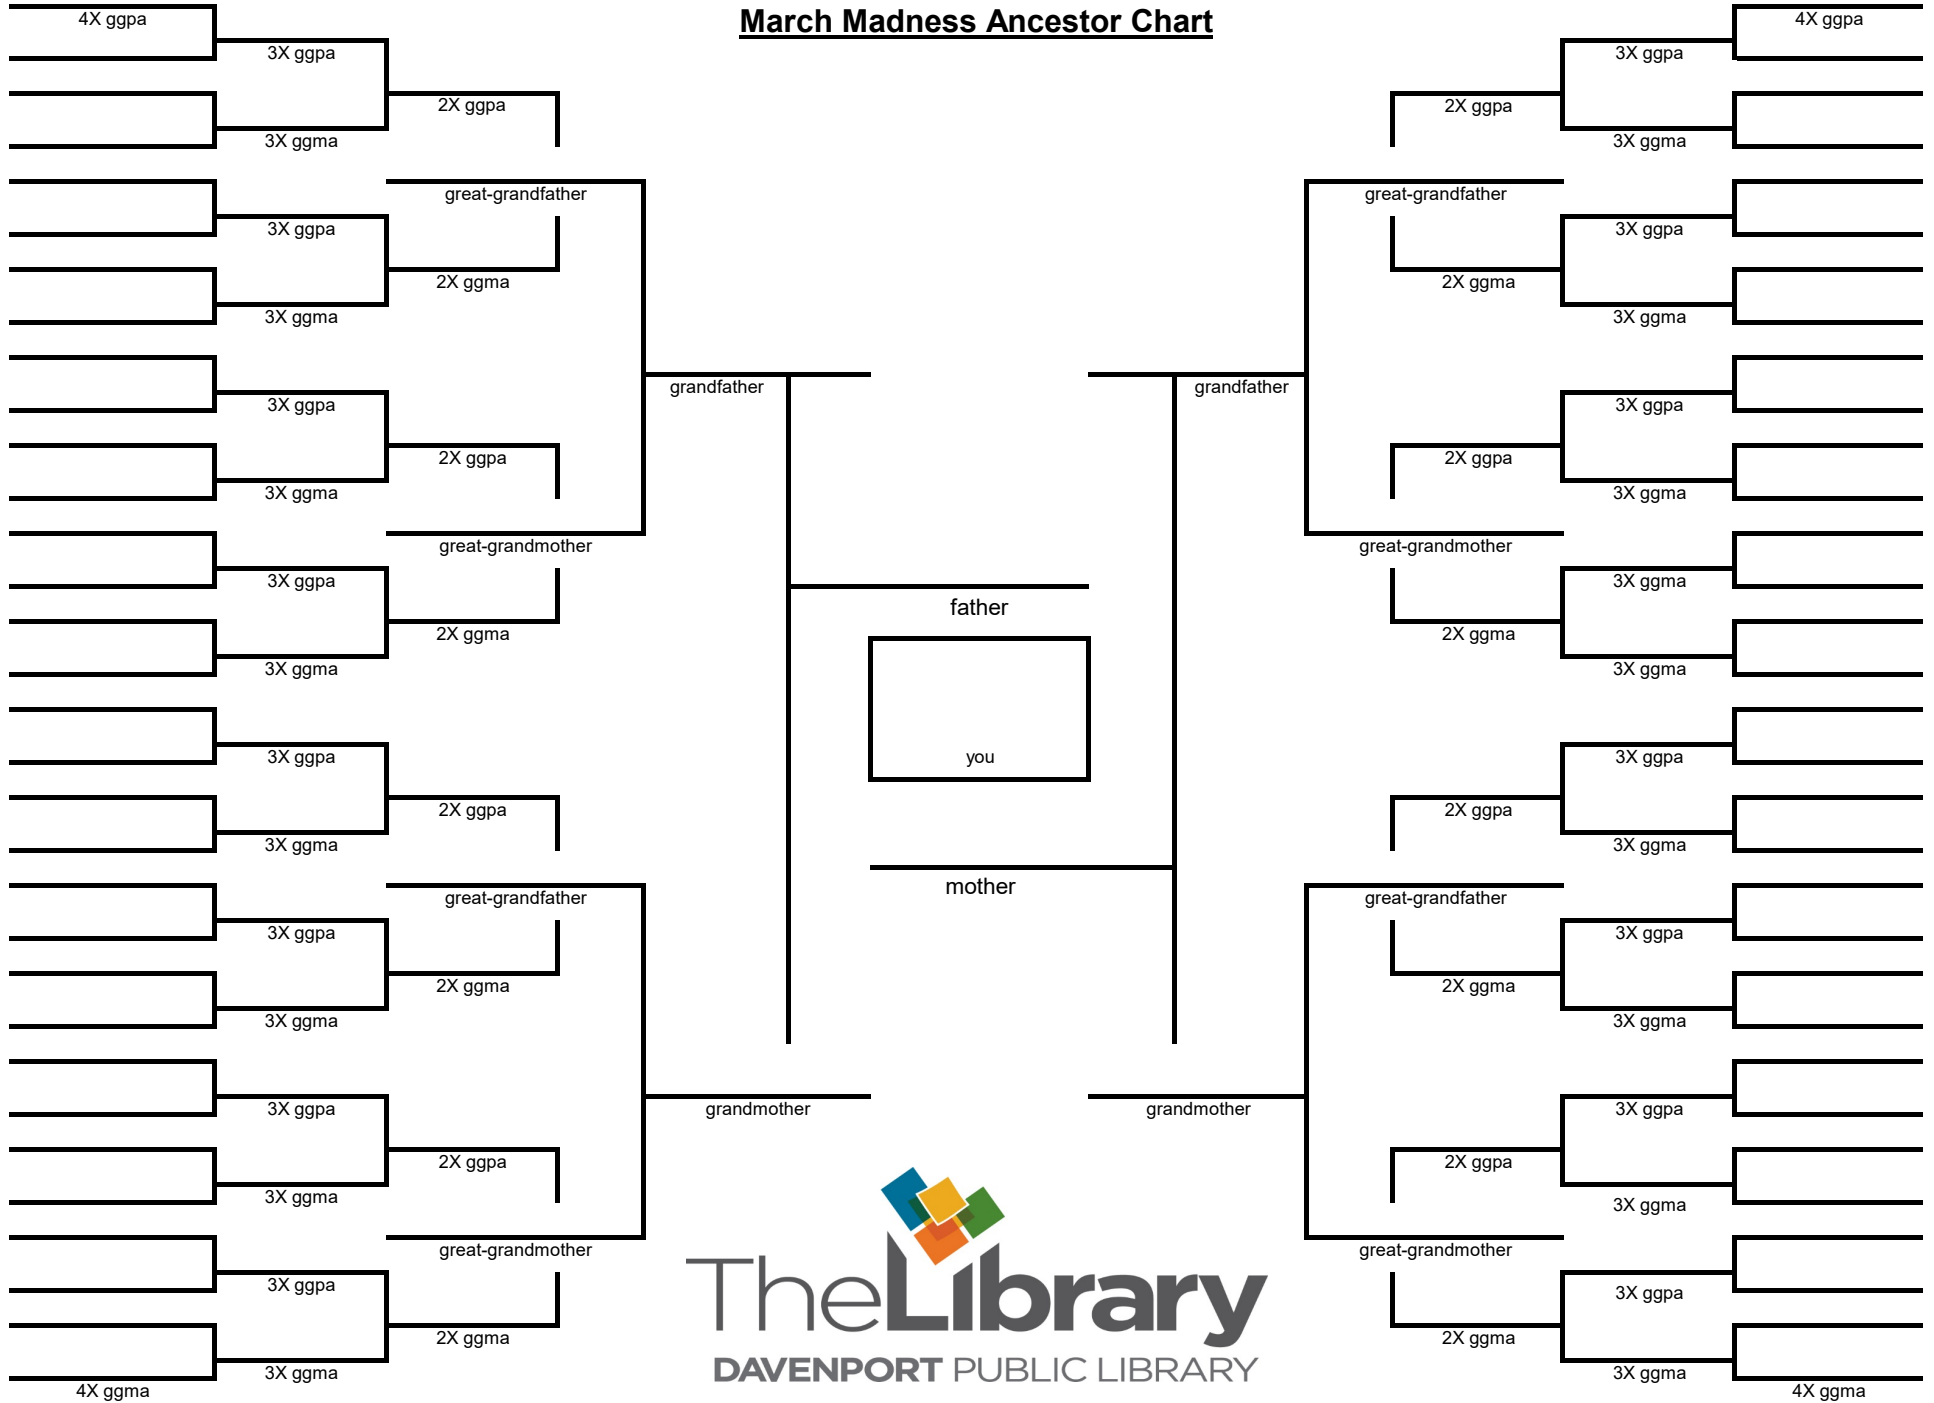 March Madness Ancestor Chart
4X ggpa
3X ggpa
2X ggpa
3X ggma
great-grandfather
3X ggpa
2X ggma
3X ggma
grandfather
3X ggpa
2X ggpa
3X ggma
great-grandmother
3X ggpa
2X ggma
3X ggma
3X ggpa
2X ggpa
3X ggma
great-grandfather
3X ggpa
2X ggma
3X ggma
3X ggpa
grandmother
2X ggpa
3X ggma
great-grandmother
3X ggpa
2X ggma
3X ggma
4X ggma
father
you
mother
4X ggpa
3X ggpa
2X ggpa
3X ggma
great-grandfather
3X ggpa
2X ggma
3X ggma
grandfather
3X ggpa
2X ggpa
3X ggma
great-grandmother
3X ggma
2X ggma
3X ggma
3X ggpa
2X ggpa
3X ggma
great-grandfather
3X ggpa
2X ggma
3X ggma
grandmother
3X ggpa
2X ggpa
3X ggma
great-grandmother
3X ggpa
2X ggma
3X ggma
4X ggma
TheLibrary
DAVENPORT PUBLIC LIBRARY